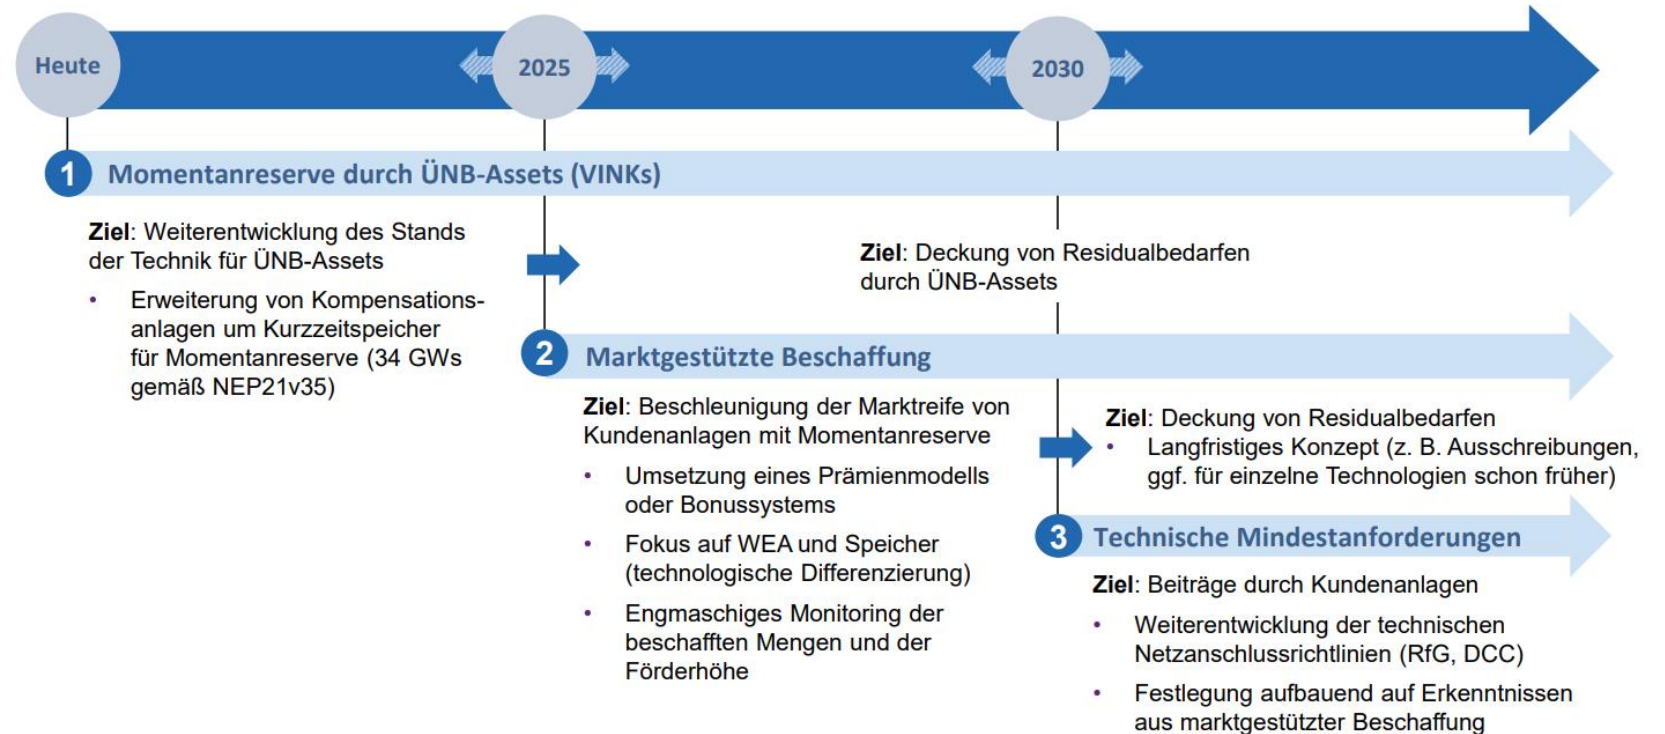 Heute
2025
2030
1 Momentanreserve durch ÜNB-Assets (VINKs)
Ziel: Weiterentwicklung des Stands
der Technik für ÜNB-Assets
• Erweiterung von Kompensations-
anlagen um Kurzzeitspeicher
für Momentanreserve (34 GWs
gemäß NEP21v35)
Ziel: Deckung von Residualbedarfen
durch ÜNB-Assets
2 Marktgestützte Beschaffung
Ziel: Beschleunigung der Marktreife von
Kundenanlagen mit Momentanreserve
• Umsetzung eines Prämienmodells
oder Bonussystems
• Fokus auf WEA und Speicher
(technologische Differenzierung)
• Engmaschiges Monitoring der
beschafften Mengen und der
Förderhöhe
Ziel: Deckung von Residualbedarfen
• Langfristiges Konzept (z. B. Ausschreibungen,
ggf. für einzelne Technologien schon früher)
3 Technische Mindestanforderungen
Ziel: Beiträge durch Kundenanlagen
• Weiterentwicklung der technischen
Netzanschlussrichtlinien (RfG, DCC)
• Festlegung aufbauend auf Erkenntnissen
aus marktgestützter Beschaffung